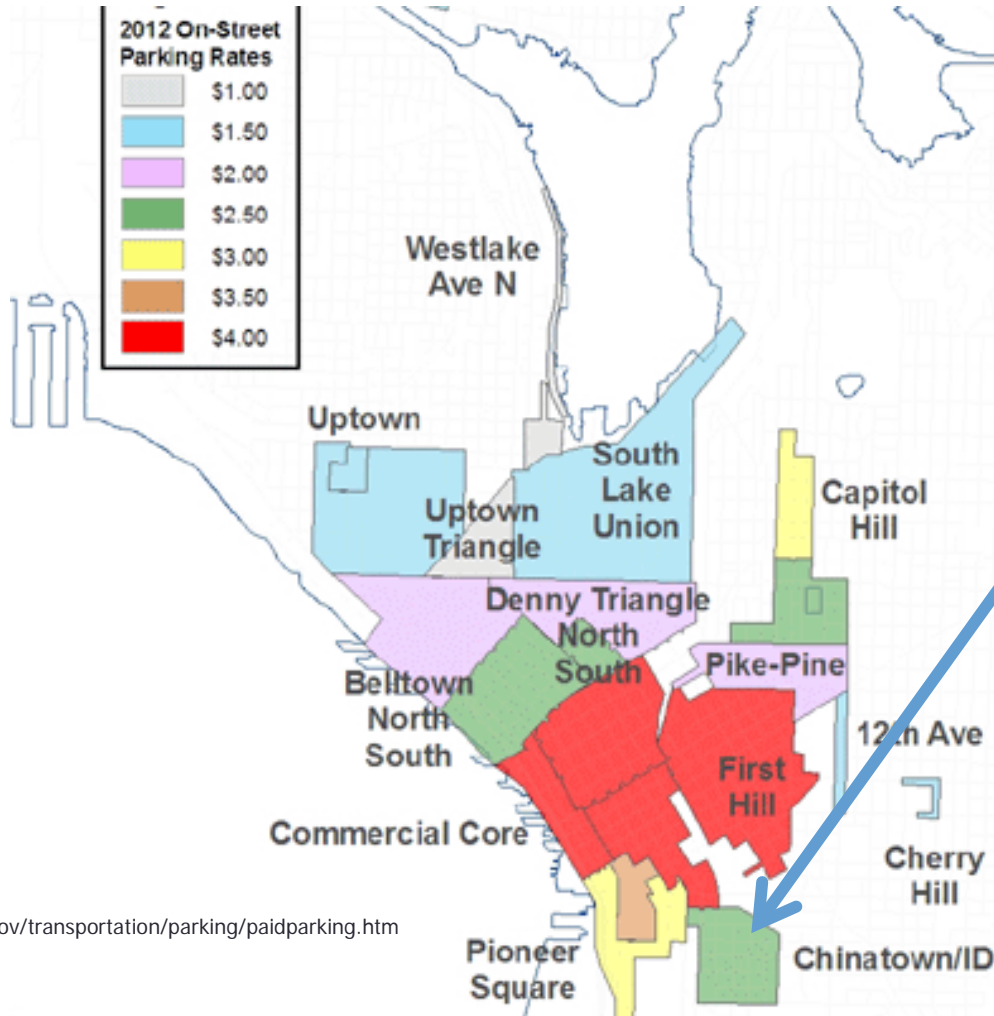 2012 On-Street
Parking Rates
$1.00
$1.50
$2.00
$2.50
$3.00
$3.50
$4.00
Westlake
Ave N
Uptown
South
Lake
Union
Uptown
Triangle
Capitol
Hill
Denny Triangle
North
South
Pike-Pine
Belltown
North
South
12th Ave
First
Hill
Commercial Core
Cherry
Hill
ov/transportation/parking/paidparking.htm
Pioneer
Square
Chinatown/ID